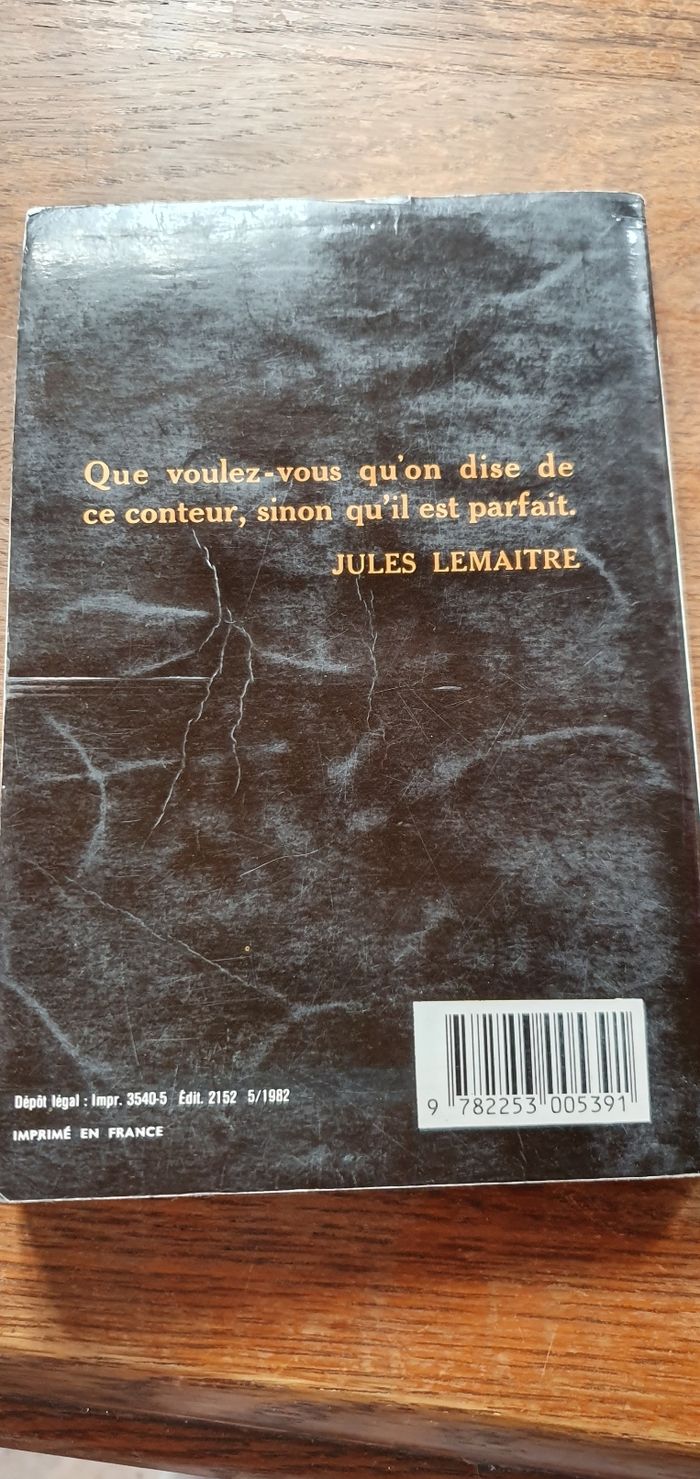 Que voulez-vous qu'on dise de
ce conteur, sinon qu'il est parfait.
JULES LEMAITRE
Dépôt légal : Impr. 3540-5 Édit. 2152 5/1982
IMPRIMÉ EN FRANCE
9 782253 005391